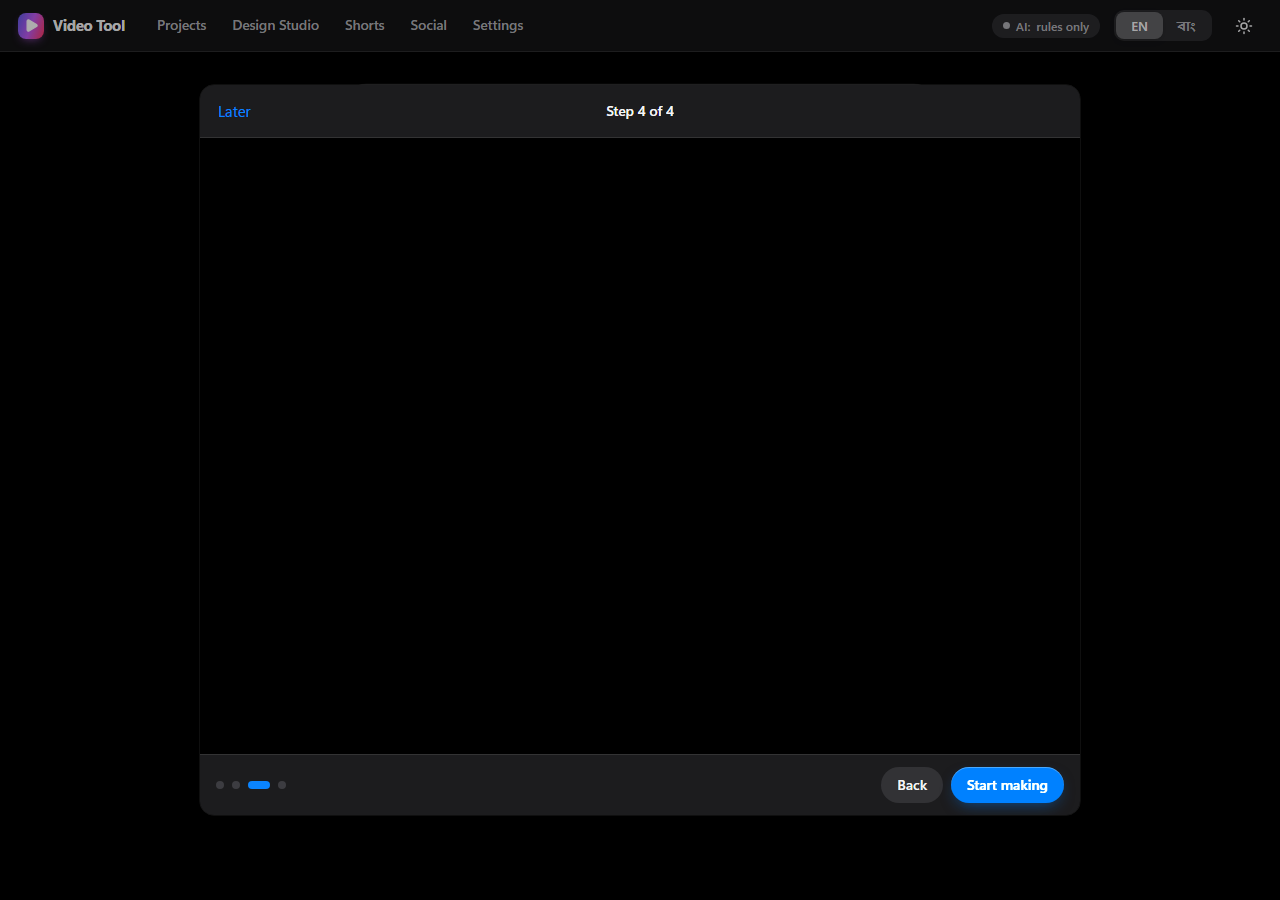 Video Tool
Projects
Design Studio
Shorts
Social
Settings
AI: rules only
EN
বাং
Later
Step 4 of 4
Back
Start making